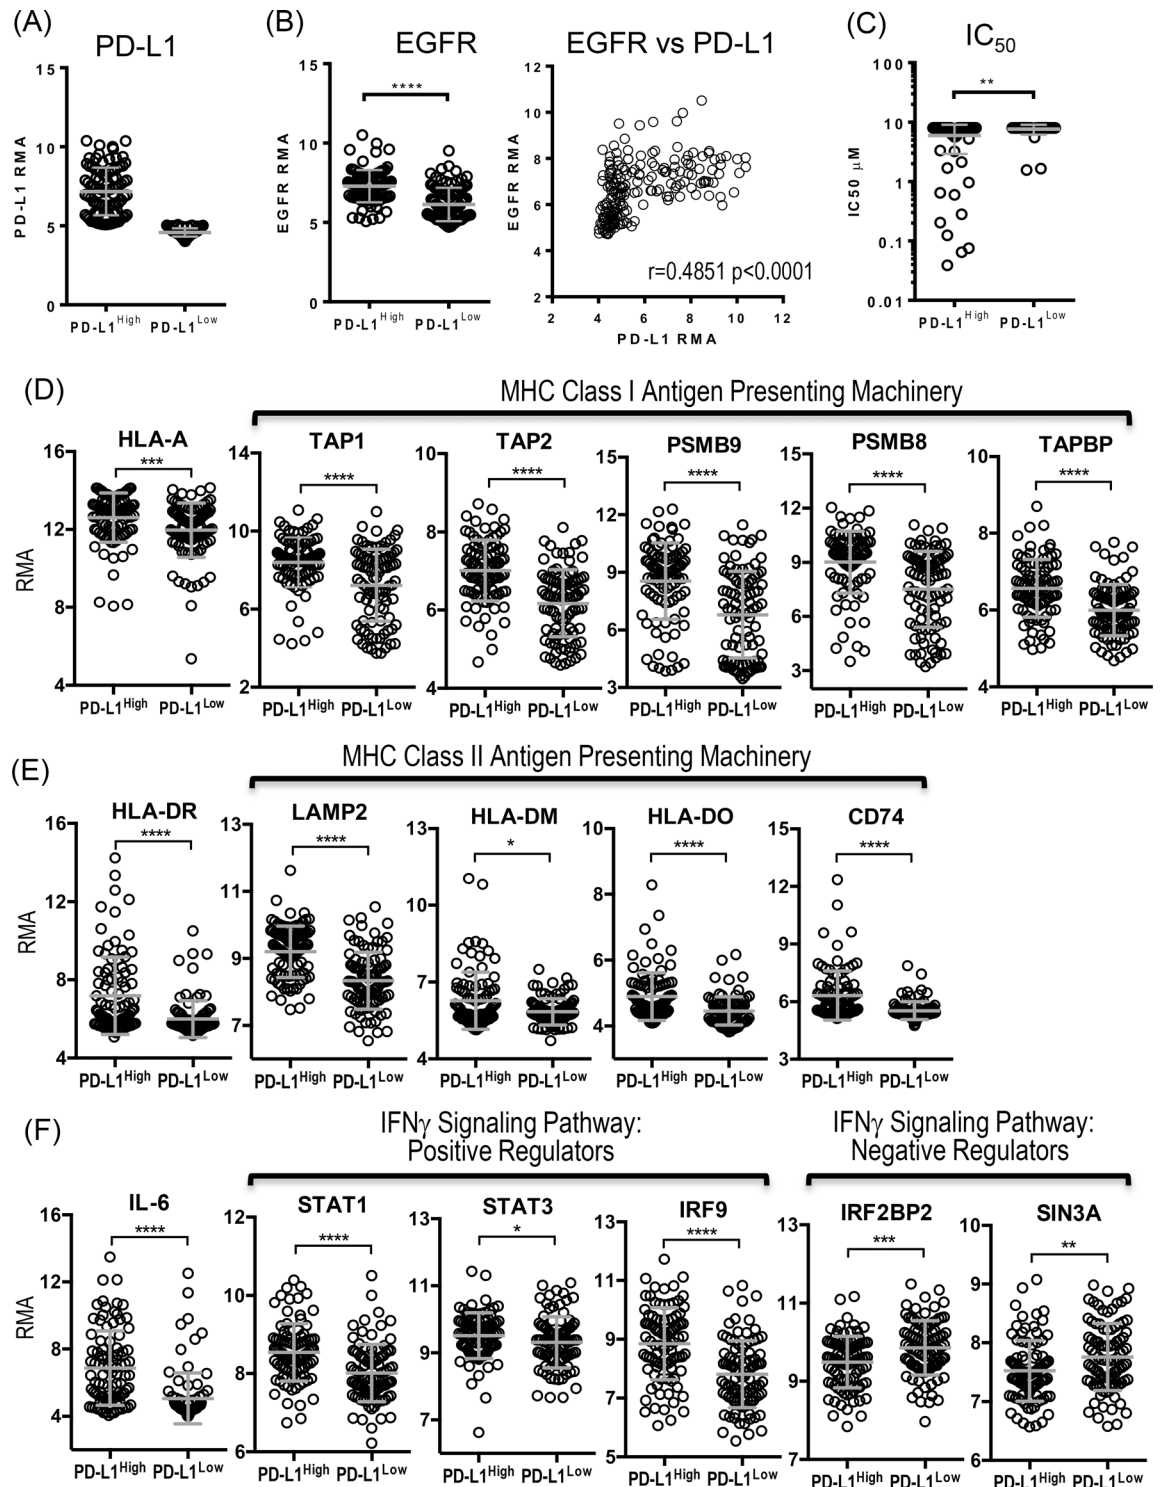 (A)
PD-L1
15
10
5
0
PD-L1 RMA
PD-L1High PD-L1Low
(B)
EGFR
15
10
5
0
EGFR RMA
****
PD-L1High PD-L1Low
EGFR vs PD-L1
12
10
8
6
4
2
EGFR RMA
r=0.4851 p<0.0001
2 4 6 8 10 12
PD-L1 RMA
(C)
IC50
100
10
1
0.1
0.01
IC50 μM
**
PD-L1High PD-L1Low
(D)
MHC Class I Antigen Presenting Machinery
RMA
HLA-A
***
16
12
8
4
PD-L1High PD-L1Low
TAP1
****
14
10
6
2
PD-L1High PD-L1Low
TAP2
****
10
8
6
4
PD-L1High PD-L1Low
PSMB9
****
15
12
9
6
3
PD-L1High PD-L1Low
PSMB8
****
15
12
9
6
3
PD-L1High PD-L1Low
TAPBP
****
10
8
6
4
PD-L1High PD-L1Low
(E)
MHC Class II Antigen Presenting Machinery
RMA
HLA-DR
****
16
12
8
4
PD-L1High PD-L1Low
LAMP2
****
13
11
9
7
PD-L1High PD-L1Low
HLA-DM
*
13
10
7
4
PD-L1High PD-L1Low
HLA-DO
****
10
8
6
4
PD-L1High PD-L1Low
CD74
****
15
12
9
6
3
PD-L1High PD-L1Low
(F)
IFNγ Signaling Pathway:
Positive Regulators
IFNγ Signaling Pathway:
Negative Regulators
RMA
IL-6
****
16
12
8
4
PD-L1High PD-L1Low
STAT1
****
12
10
8
6
PD-L1High PD-L1Low
STAT3
*
13
11
9
7
PD-L1High PD-L1Low
IRF9
****
13
11
9
7
5
PD-L1High PD-L1Low
IRF2BP2
***
13
11
9
7
PD-L1High PD-L1Low
SIN3A
**
10
9
8
7
6
PD-L1High PD-L1Low